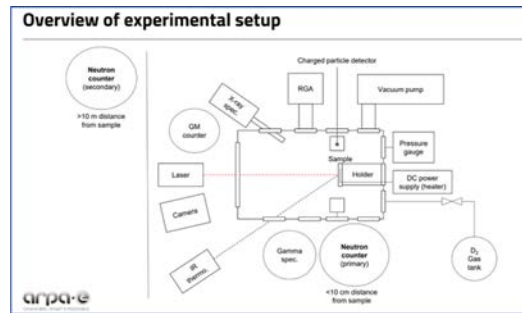 Overview of experimental setup
Neutron
counter
(secondary)
>10 m distance
from sample
X-ray
spec.
GM
counter
Laser
Camera
IR
thermo.
RGA
Charged particle detector
Vacuum pump
Sample
Holder
Pressure
gauge
DC power
supply (heater)
Gamma
spec.
Neutron
counter
(primary)
<10 cm distance
from sample
D2
Gas
tank
arpa·e